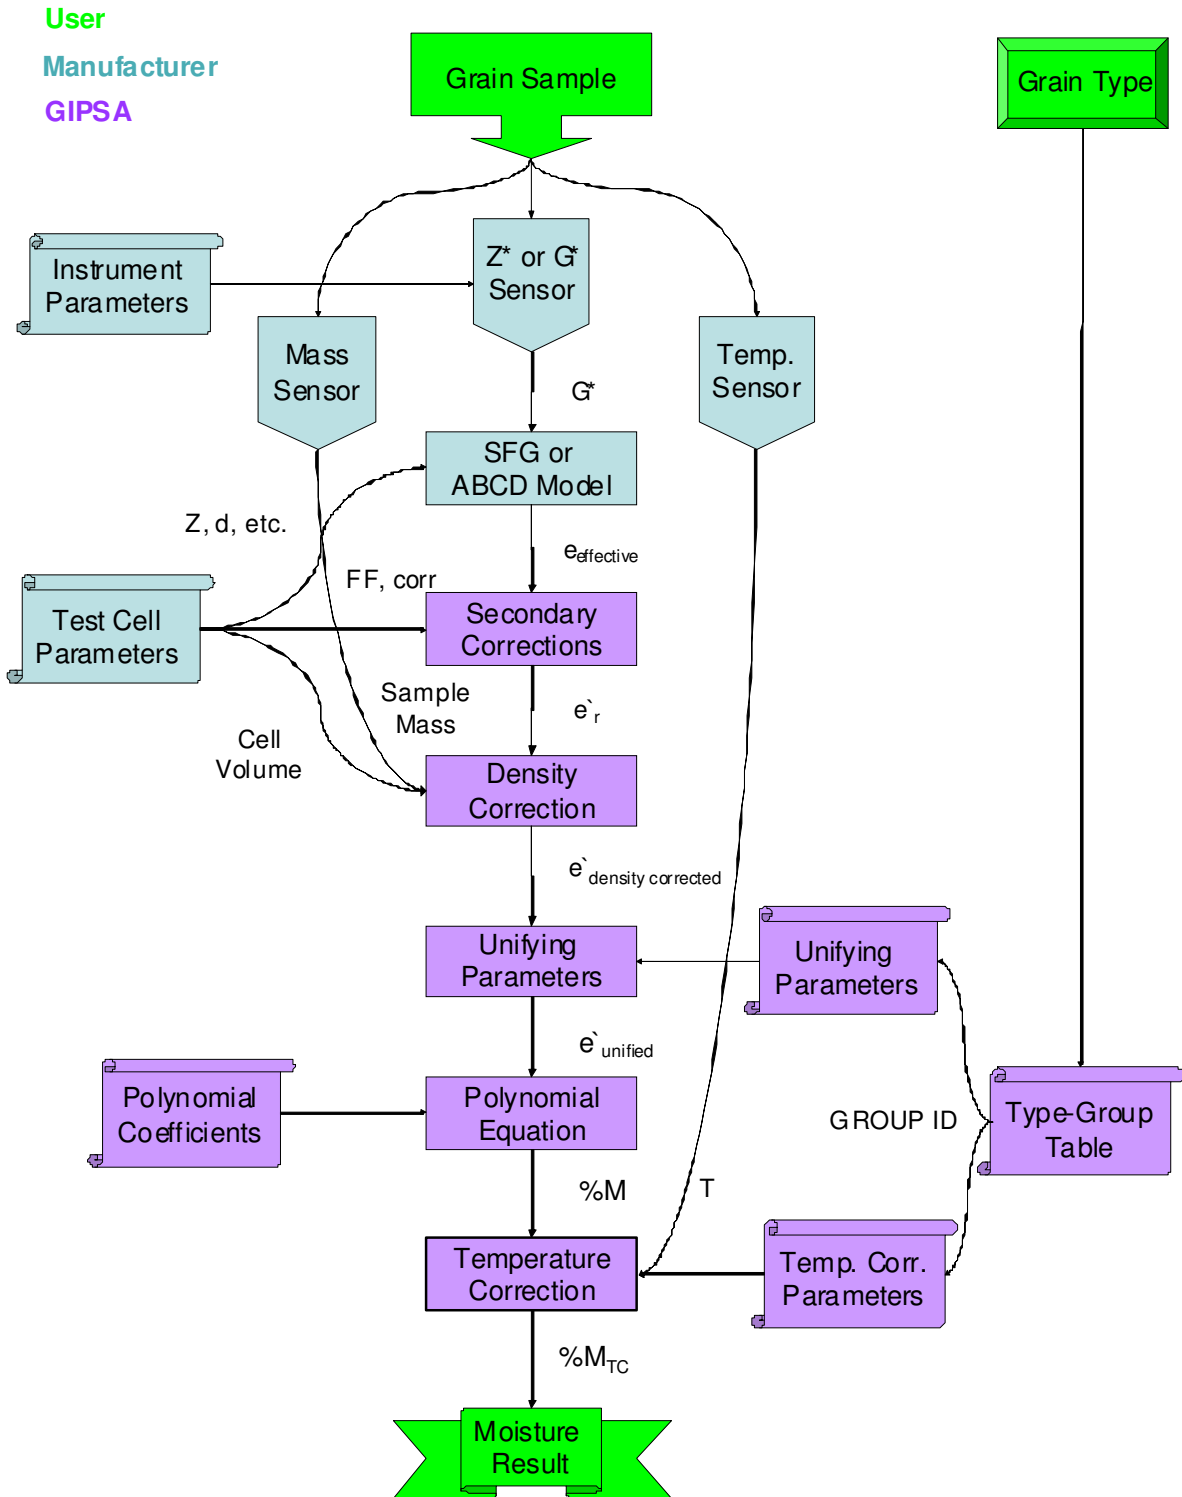 User
Manufacturer
GIPSA
Grain Sample
Grain Type
Z* or G*
Sensor
Instrument
Parameters
Mass
Sensor
Temp.
Sensor
G*
SFG or
ABCD Model
Z, d, etc.
e effective
FF, corr
Test Cell
Parameters
Secondary
Corrections
Sample
Mass
e`r
Cell
Volume
Density
Correction
e`density corrected
Unifying
Parameters
Unifying
Parameters
e`unified
Polynomial
Coefficients
Polynomial
Equation
GROUP ID
Type-Group
Table
%M
T
Temperature
Correction
Temp. Corr.
Parameters
%MTC
Moisture
Result